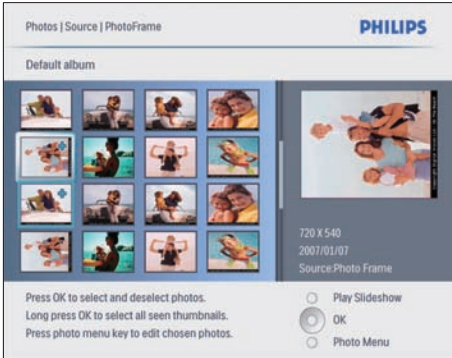 Photos | Source | PhotoFrame
PHILIPS
Default album
720 X 540
2007/01/07
Source:Photo Frame
Press OK to select and deselect photos.
Long press OK to select all seen thumbnails.
Press photo menu key to edit chosen photos.
Play Slideshow
OK
Photo Menu